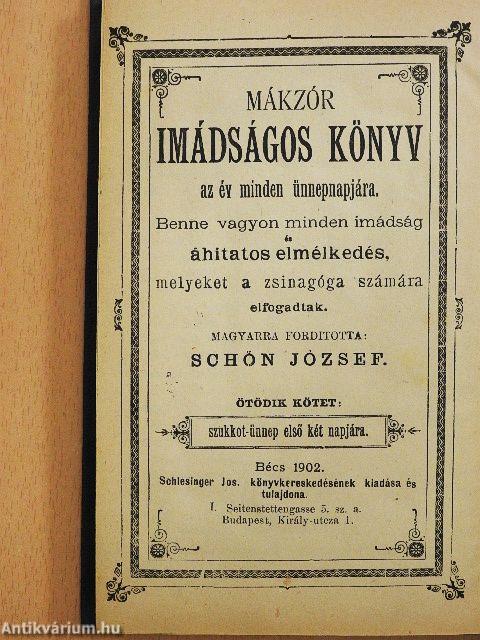 MÁKZÓR
IMÁDSÁGOS KÖNYV
az év minden ünnepnapjára.
Benne vagyon minden imádság
és
áhitatos elmélkedés,
melyeket a zsinagóga számára
elfogadtak.
MAGYARRA FORDITOTTA:
SCHÖN JÓZSEF.
ÖTÖDIK KÖTET:
szukkot-ünnep első két napjára.
Bécs 1902.
Schlesinger Jos. könyvkereskedésének kiadása és
tulajdona.
I. Seitenstettengasse 5. sz. a.
Budapest, Király-utcza 1.
Antikvárium.hu